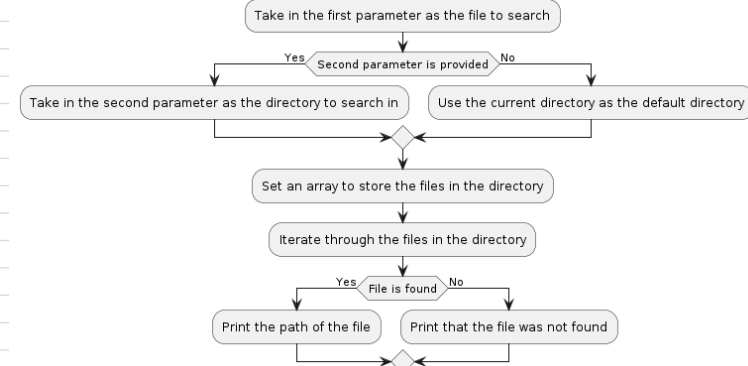 Take in the first parameter as the file to search
Yes
Second parameter is provided
No
Take in the second parameter as the directory to search in
Use the current directory as the default directory
Set an array to store the files in the directory
Iterate through the files in the directory
Yes
File is found
No
Print the path of the file
Print that the file was not found